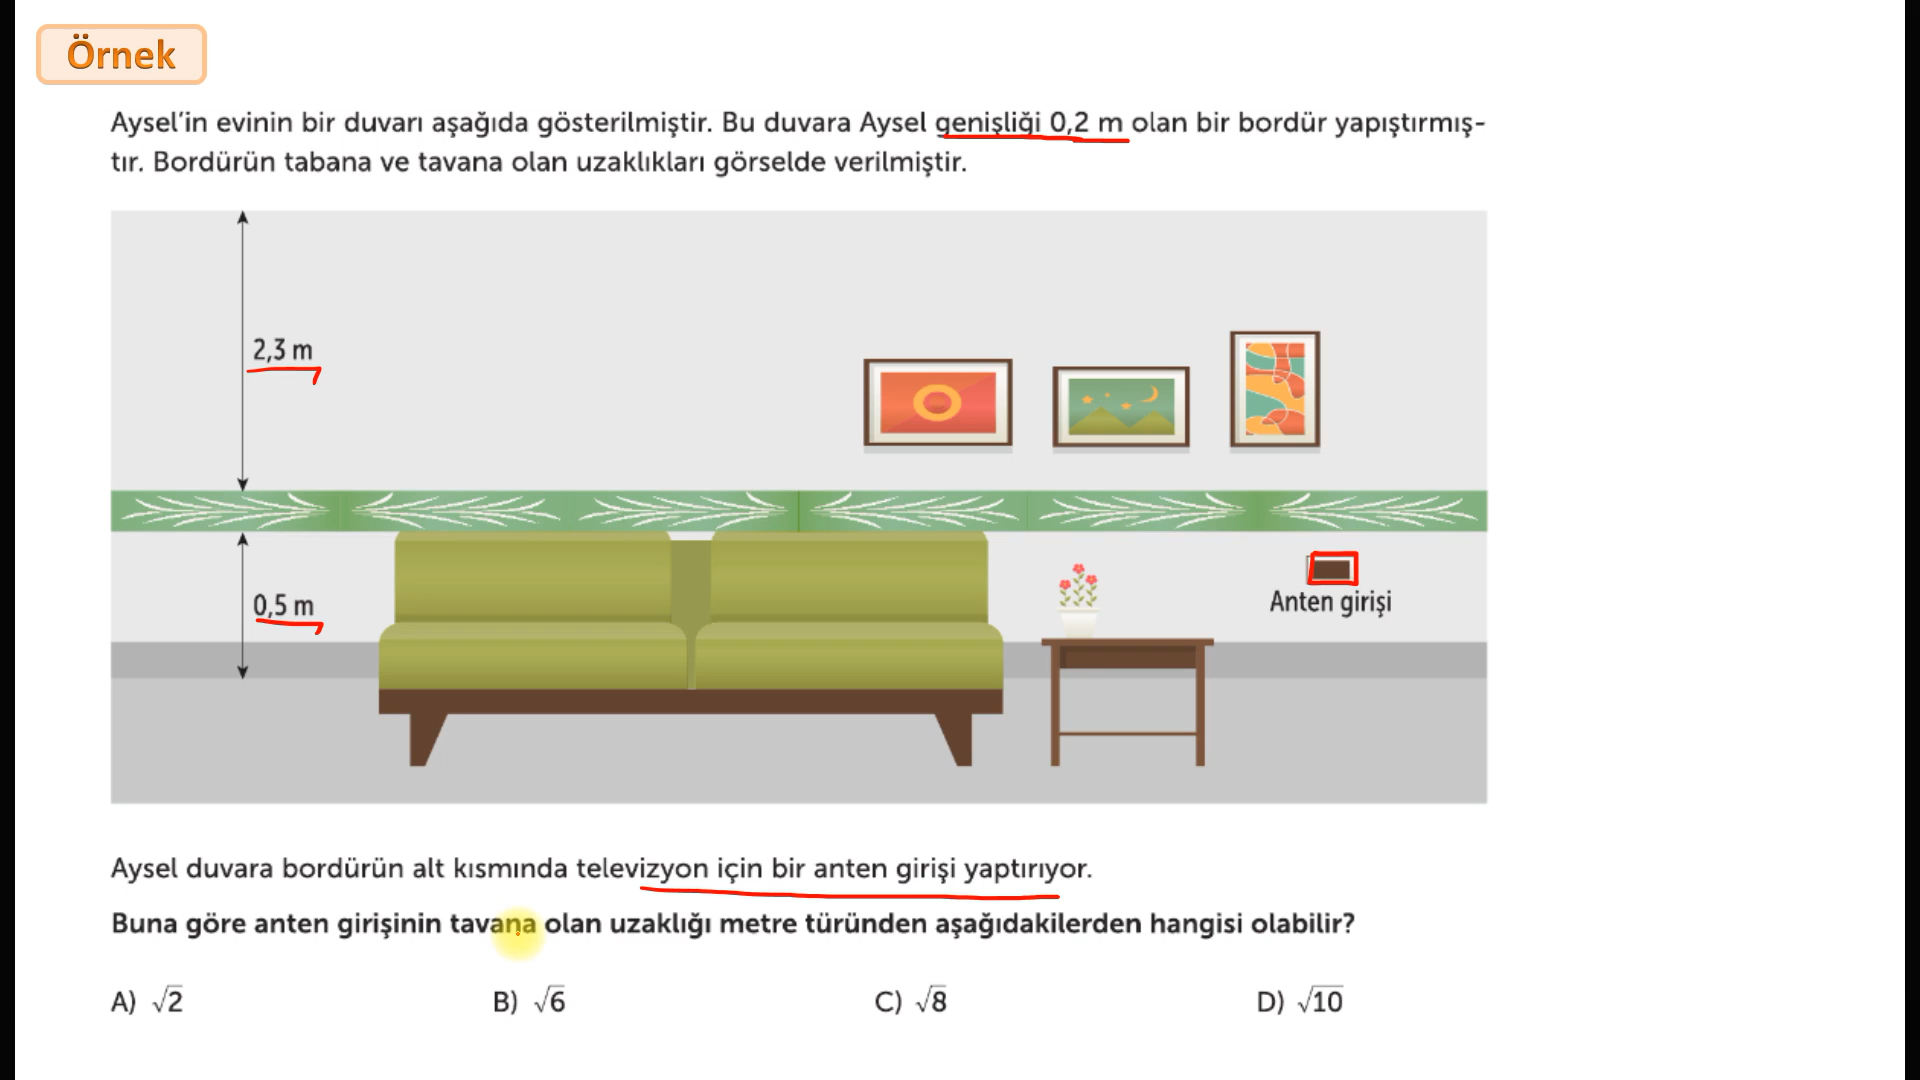 Örnek
Aysel’in evinin bir duvarı aşağıda gösterilmiştir. Bu duvara Aysel genişliği 0,2 m olan bir bordür yapıştırmış-
tır. Bordürün tabana ve tavana olan uzaklıkları görselde verilmiştir.
2,3 m
0,5 m
Anten girişi
Aysel duvara bordürün alt kısmında televizyon için bir anten girişi yaptırıyor.
Buna göre anten girişinin tavana olan uzaklığı metre türünden aşağıdakilerden hangisi olabilir?
A) √2 B) √6 C) √8 D) √10